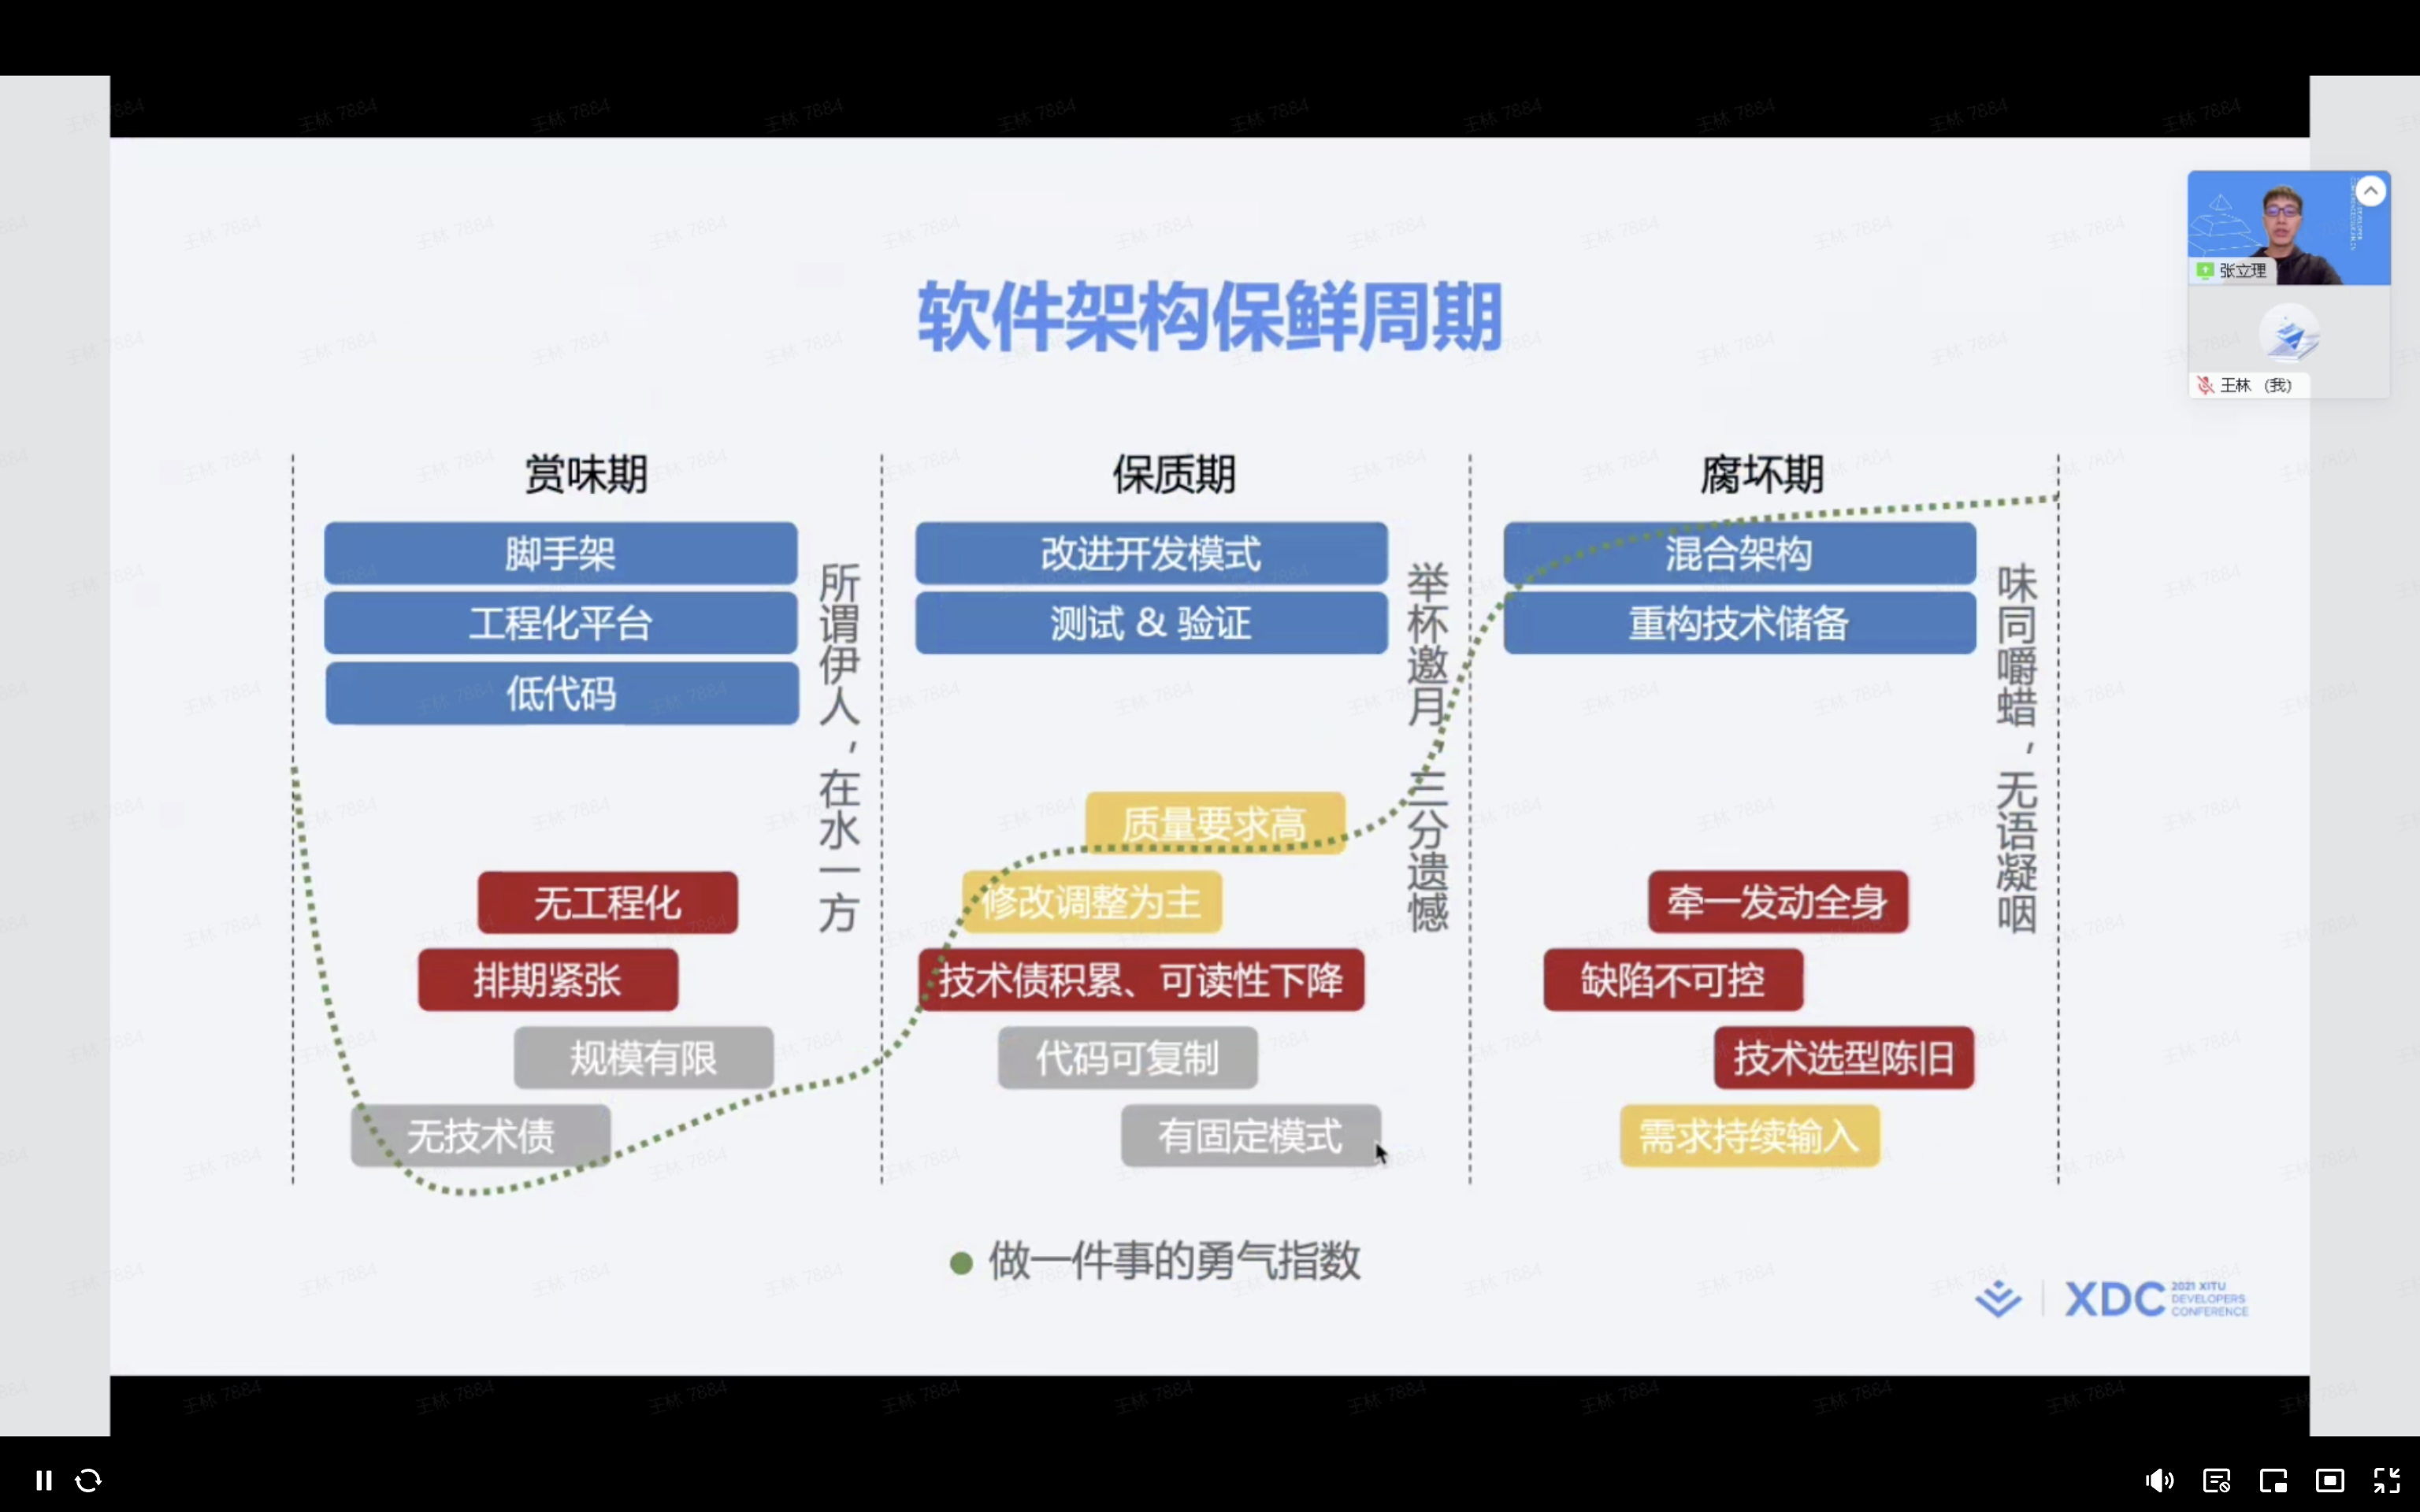 软件架构保鲜周期
张立理
王林 （我）
赏味期
脚手架
工程化平台
低代码
所谓伊人，在水一方
无工程化
排期紧张
规模有限
无技术债
保质期
改进开发模式
测试 & 验证
举杯邀月，三分遗憾
质量要求高
修改调整为主
技术债积累、可读性下降
代码可复制
有固定模式
腐坏期
混合架构
重构技术储备
味同嚼蜡，无语凝咽
牵一发动全身
缺陷不可控
技术选型陈旧
需求持续输入
做一件事的勇气指数
XDC
2021 XITU
DEVELOPERS
CONFERENCE
王林 7884